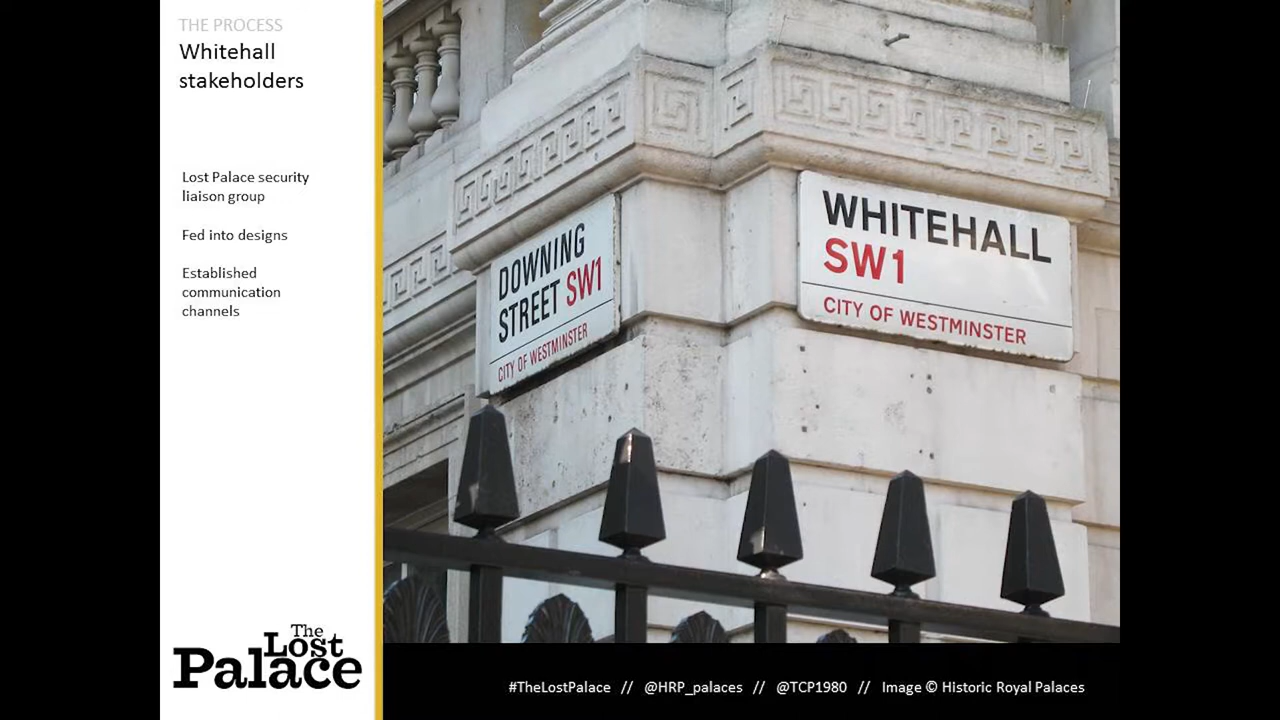 THE PROCESS
Whitehall
stakeholders
Lost Palace security
liaison group
Fed into designs
Established
communication
channels
The
Lost
Palace
DOWNING
STREET SW1
CITY OF WESTMINSTER
WHITEHALL
SW1
CITY OF WESTMINSTER
#TheLostPalace // @HRP_palaces // @TCP1980 // Image © Historic Royal Palaces